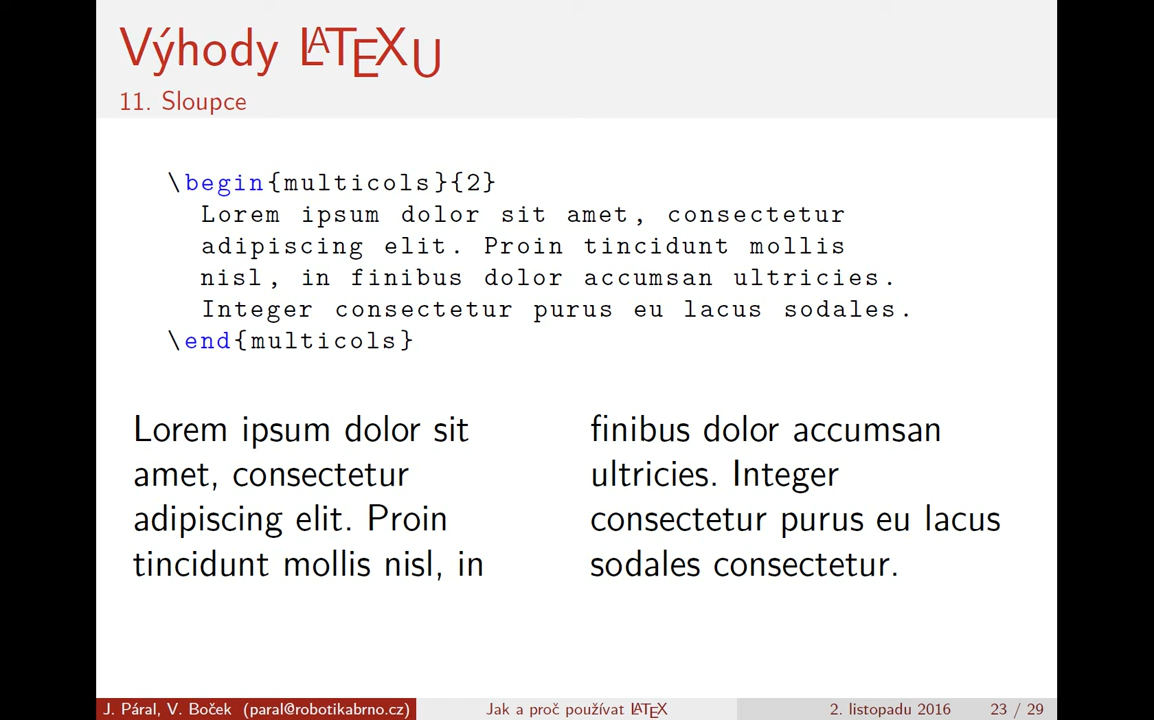 Výhody LATEXU
11. Sloupce
\begin{multicols}{2}
Lorem ipsum dolor sit amet, consectetur
adipiscing elit. Proin tincidunt mollis
nisl, in finibus dolor accumsan ultricies.
Integer consectetur purus eu lacus sodales.
\end{multicols}
Lorem ipsum dolor sit
amet, consectetur
adipiscing elit. Proin
tincidunt mollis nisl, in
finibus dolor accumsan
ultricies. Integer
consectetur purus eu lacus
sodales consectetur.
J. Páral, V. Boček (paral@robotikabrno.cz)
Jak a proč používat LATEX
2. listopadu 2016
23 / 29